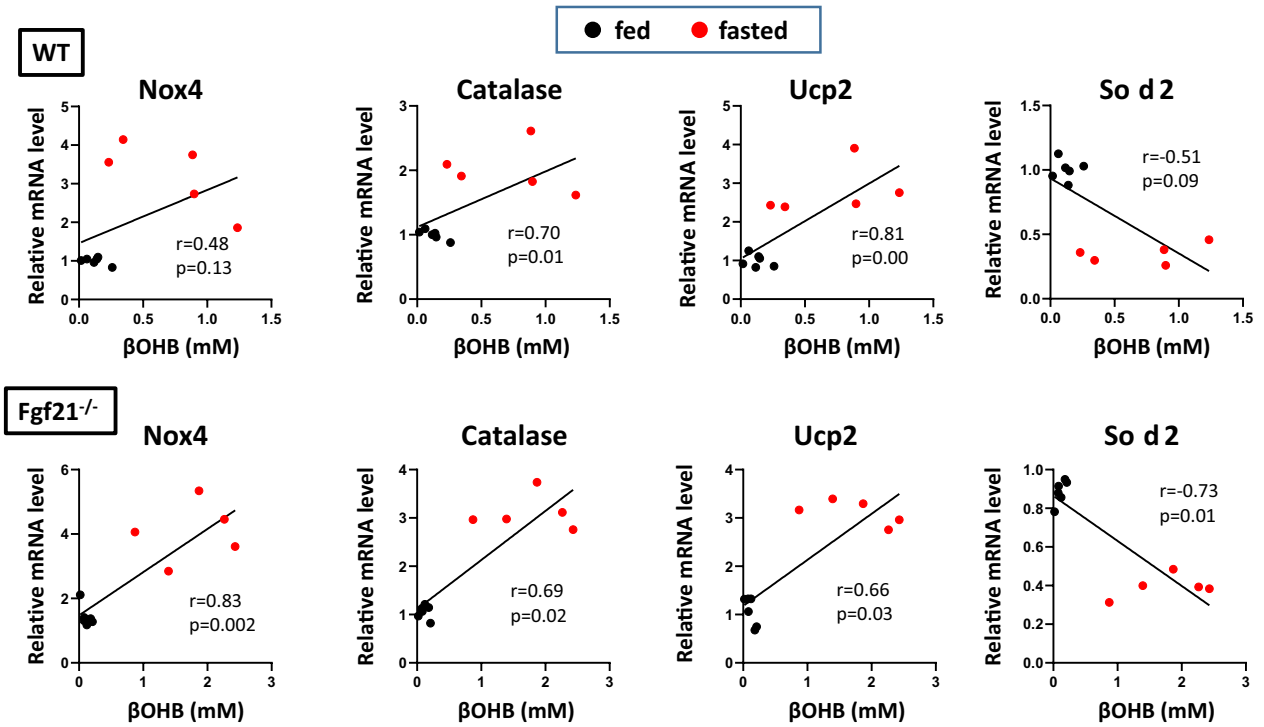 fed fasted
WT
Nox4 Catalase Ucp2 So d 2
Relative mRNA level
5
4
3
2
1
0
0.0 0.5 1.0 1.5
βOHB (mM)
r=0.48
p=0.13
Relative mRNA level
3
2
1
0
0.0 0.5 1.0 1.5
βOHB (mM)
r=0.70
p=0.01
Relative mRNA level
5
4
3
2
1
0
0.0 0.5 1.0 1.5
βOHB (mM)
r=0.81
p=0.00
Relative mRNA level
1.5
1.0
0.5
0.0
0.0 0.5 1.0 1.5
βOHB (mM)
r=-0.51
p=0.09
Fgf21-/-
Nox4 Catalase Ucp2 So d 2
Relative mRNA level
6
4
2
0
0 1 2 3
βOHB (mM)
r=0.83
p=0.002
Relative mRNA level
4
3
2
1
0
0 1 2 3
βOHB (mM)
r=0.69
p=0.02
Relative mRNA level
4
3
2
1
0
0 1 2 3
βOHB (mM)
r=0.66
p=0.03
Relative mRNA level
1.0
0.8
0.6
0.4
0.2
0.0
0 1 2 3
βOHB (mM)
r=-0.73
p=0.01